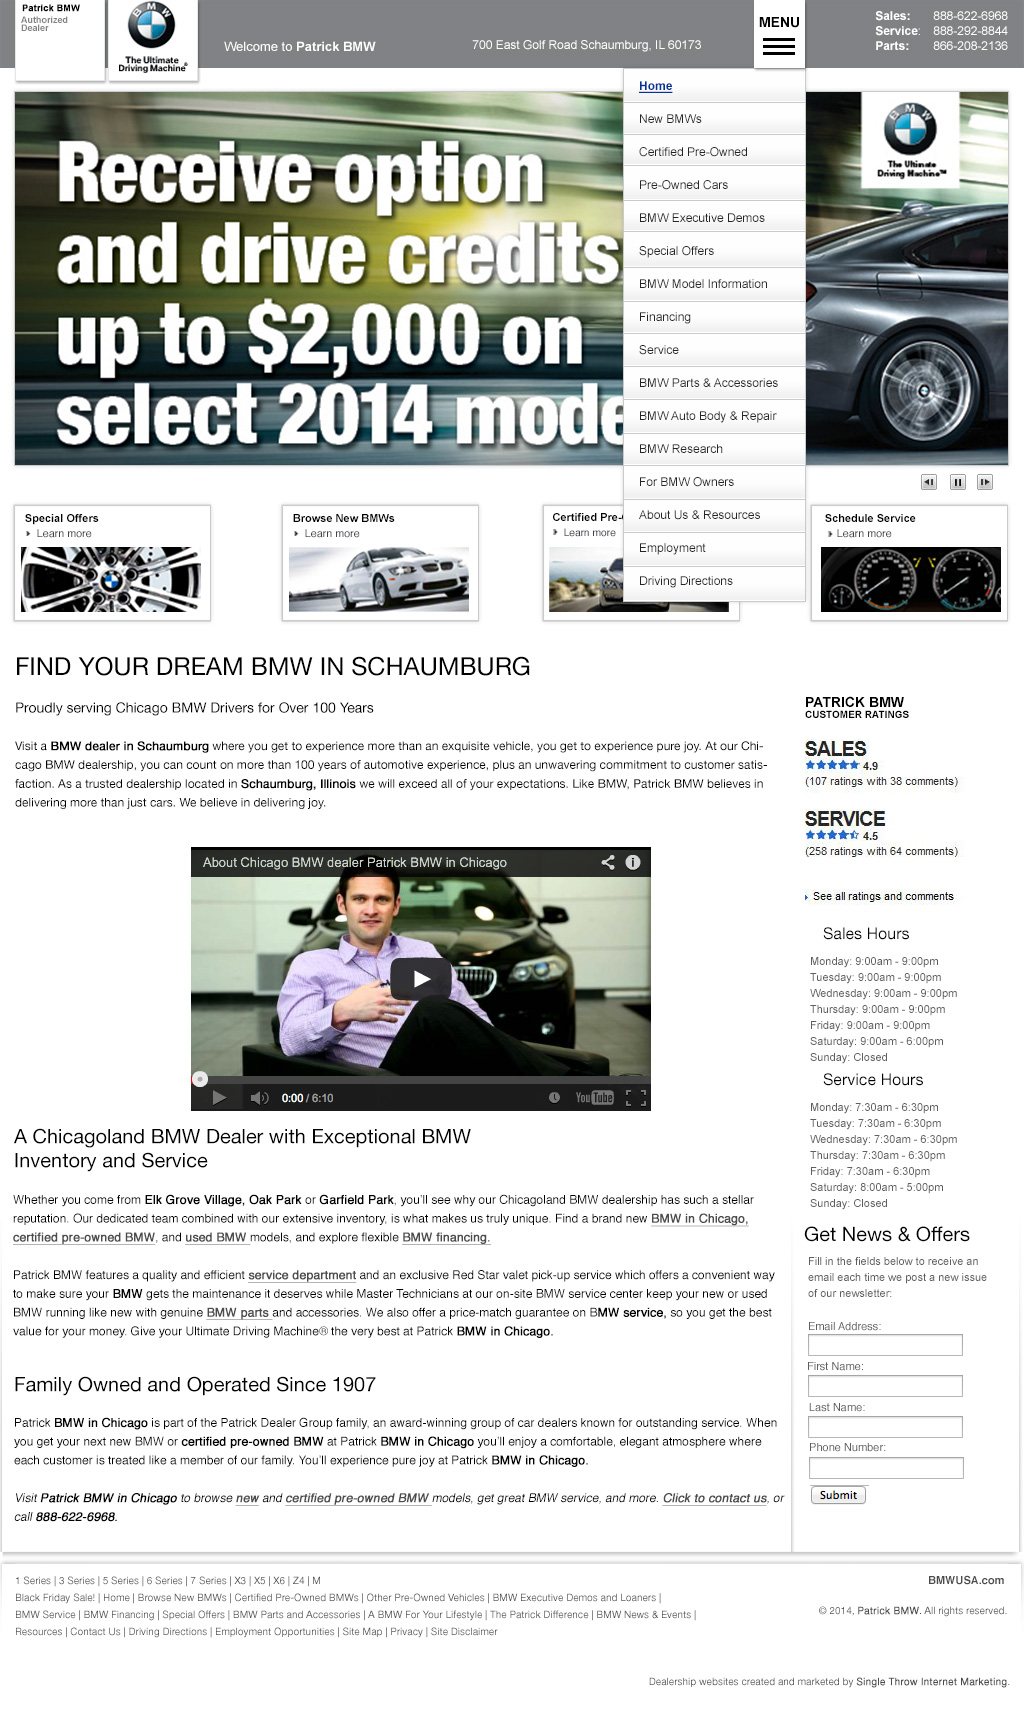 Patrick BMW
Authorized
Dealer
BMW
The Ultimate
Driving Machine®
Welcome to Patrick BMW
700 East Golf Road Schaumburg, IL 60173
MENU
Sales: 888-622-6968
Service: 888-292-8844
Parts: 866-208-2136
Home
New BMWs
Certified Pre-Owned
Pre-Owned Cars
BMW Executive Demos
Special Offers
BMW Model Information
Financing
Service
BMW Parts & Accessories
BMW Auto Body & Repair
BMW Research
For BMW Owners
About Us & Resources
Employment
Driving Directions
Receive option
and drive credits
up to $2,000 on
select 2014 mode
BMW
The Ultimate
Driving Machine™
Special Offers
Learn more
Browse New BMWs
Learn more
Certified Pre-
Learn more
Schedule Service
Learn more
FIND YOUR DREAM BMW IN SCHAUMBURG
Proudly serving Chicago BMW Drivers for Over 100 Years
Visit a BMW dealer in Schaumburg where you get to experience more than an exquisite vehicle, you get to experience pure joy. At our Chi-
cago BMW dealership, you can count on more than 100 years of automotive experience, plus an unwavering commitment to customer satis-
faction. As a trusted dealership located in Schaumburg, Illinois we will exceed all of your expectations. Like BMW, Patrick BMW believes in
delivering more than just cars. We believe in delivering joy.
About Chicago BMW dealer Patrick BMW in Chicago
0:00 / 6:10
YouTube
A Chicagoland BMW Dealer with Exceptional BMW
Inventory and Service
Whether you come from Elk Grove Village, Oak Park or Garfield Park, you'll see why our Chicagoland BMW dealership has such a stellar
reputation. Our dedicated team combined with our extensive inventory, is what makes us truly unique. Find a brand new BMW in Chicago,
certified pre-owned BMW, and used BMW models, and explore flexible BMW financing.
Patrick BMW features a quality and efficient service department and an exclusive Red Star valet pick-up service which offers a convenient way
to make sure your BMW gets the maintenance it deserves while Master Technicians at our on-site BMW service center keep your new or used
BMW running like new with genuine BMW parts and accessories. We also offer a price-match guarantee on BMW service, so you get the best
value for your money. Give your Ultimate Driving Machine® the very best at Patrick BMW in Chicago.
Family Owned and Operated Since 1907
Patrick BMW in Chicago is part of the Patrick Dealer Group family, an award-winning group of car dealers known for outstanding service. When
you get your next new BMW or certified pre-owned BMW at Patrick BMW in Chicago you'll enjoy a comfortable, elegant atmosphere where
each customer is treated like a member of our family. You'll experience pure joy at Patrick BMW in Chicago.
Visit Patrick BMW in Chicago to browse new and certified pre-owned BMW models, get great BMW service, and more. Click to contact us, or
call 888-622-6968.
PATRICK BMW
CUSTOMER RATINGS
SALES
4.9
(107 ratings with 38 comments)
SERVICE
4.5
(258 ratings with 64 comments)
See all ratings and comments
Sales Hours
Monday: 9:00am - 9:00pm
Tuesday: 9:00am - 9:00pm
Wednesday: 9:00am - 9:00pm
Thursday: 9:00am - 9:00pm
Friday: 9:00am - 9:00pm
Saturday: 9:00am - 6:00pm
Sunday: Closed
Service Hours
Monday: 7:30am - 6:30pm
Tuesday: 7:30am - 6:30pm
Wednesday: 7:30am - 6:30pm
Thursday: 7:30am - 6:30pm
Friday: 7:30am - 6:30pm
Saturday: 8:00am - 5:00pm
Sunday: Closed
Get News & Offers
Fill in the fields below to receive an
email each time we post a new issue
of our newsletter:
Email Address:
First Name:
Last Name:
Phone Number:
Submit
1 Series | 3 Series | 5 Series | 6 Series | 7 Series | X3 | X5 | X6 | Z4 | M
Black Friday Sale! | Home | Browse New BMWs | Certified Pre-Owned BMWs | Other Pre-Owned Vehicles | BMW Executive Demos and Loaners |
BMW Service | BMW Financing | Special Offers | BMW Parts and Accessories | A BMW For Your Lifestyle | The Patrick Difference | BMW News & Events |
Resources | Contact Us | Driving Directions | Employment Opportunities | Site Map | Privacy | Site Disclaimer
BMWUSA.com
© 2014, Patrick BMW. All rights reserved.
Dealership websites created and marketed by Single Throw Internet Marketing.